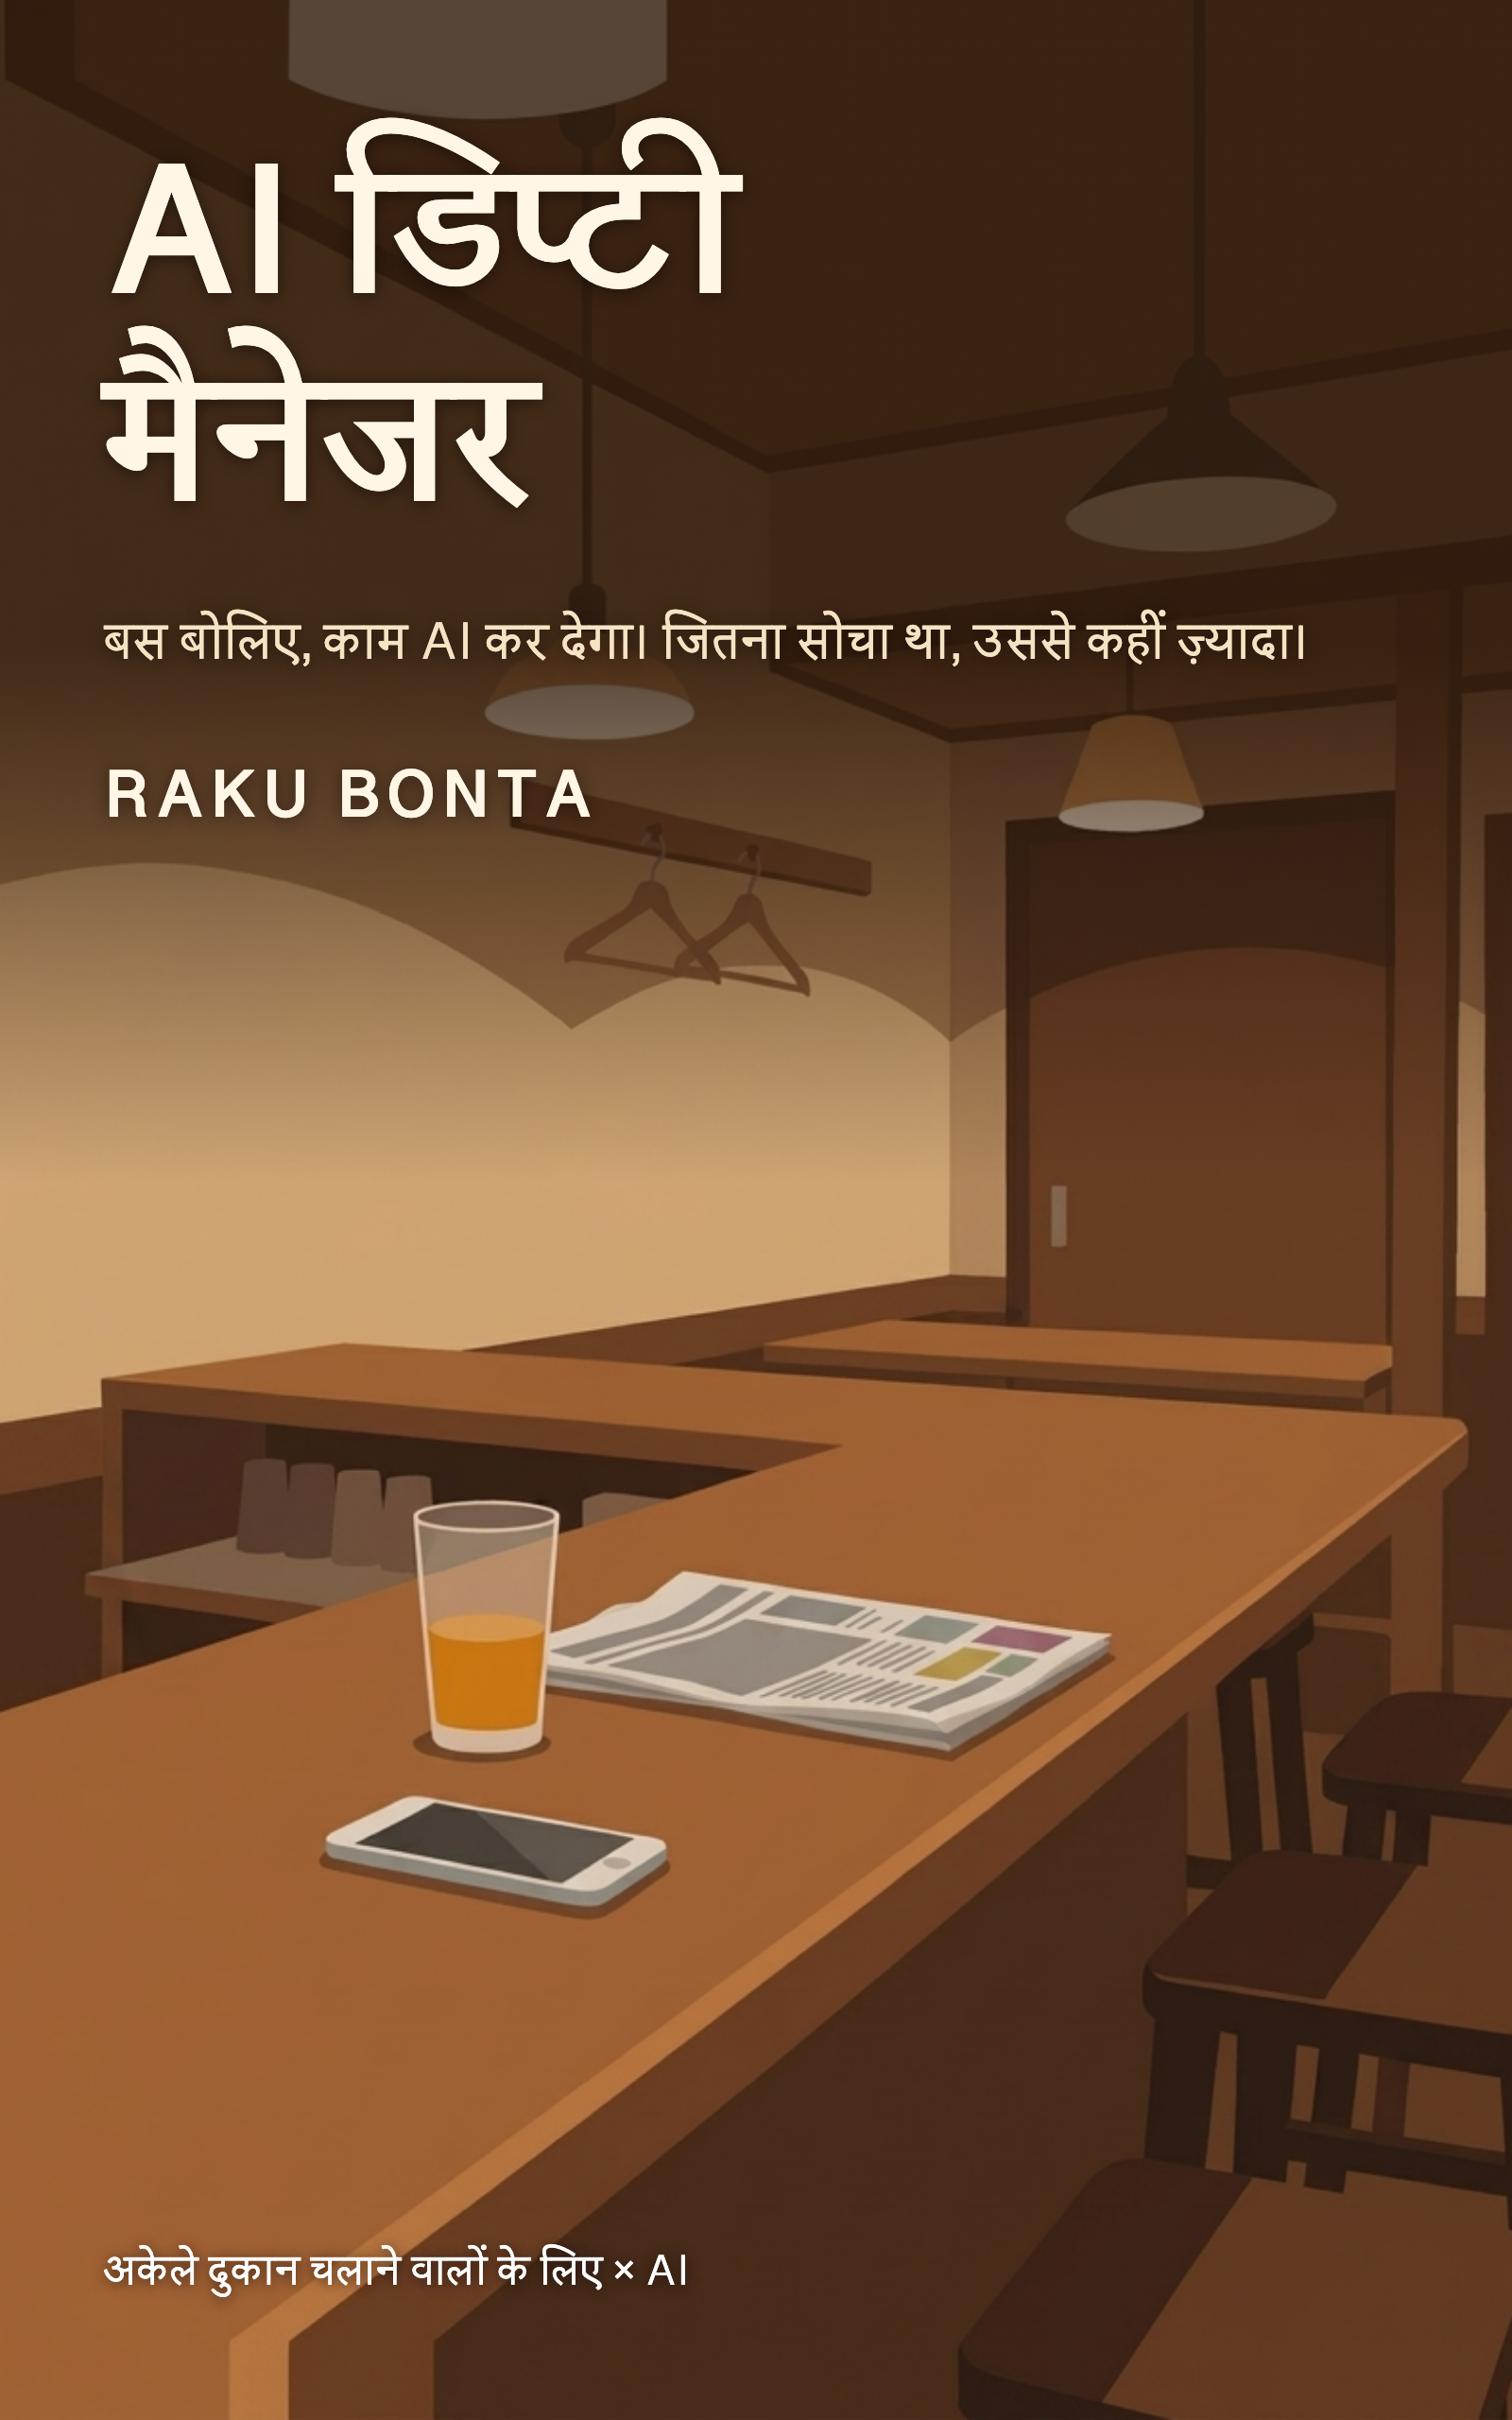 AI डिप्टी
मैनेजर
बस बोलिए, काम AI कर देगा। जितना सोचा था, उससे कहीं ज़्यादा।
RAKU BONTA
अकेले दुकान चलाने वालों के लिए × AI